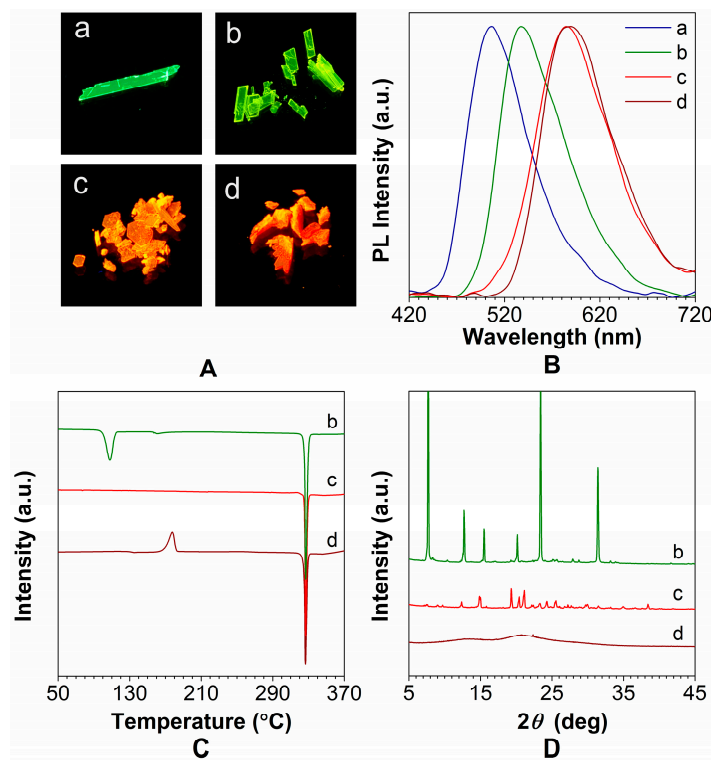 a
b
c
d
A
PL Intensity (a.u.)
a
b
c
d
420 520 620 720
Wavelength (nm)
B
Intensity (a.u.)
b
c
d
50 130 210 290 370
Temperature (°C)
C
Intensity (a.u.)
b
c
d
5 15 25 35 45
2θ (deg)
D